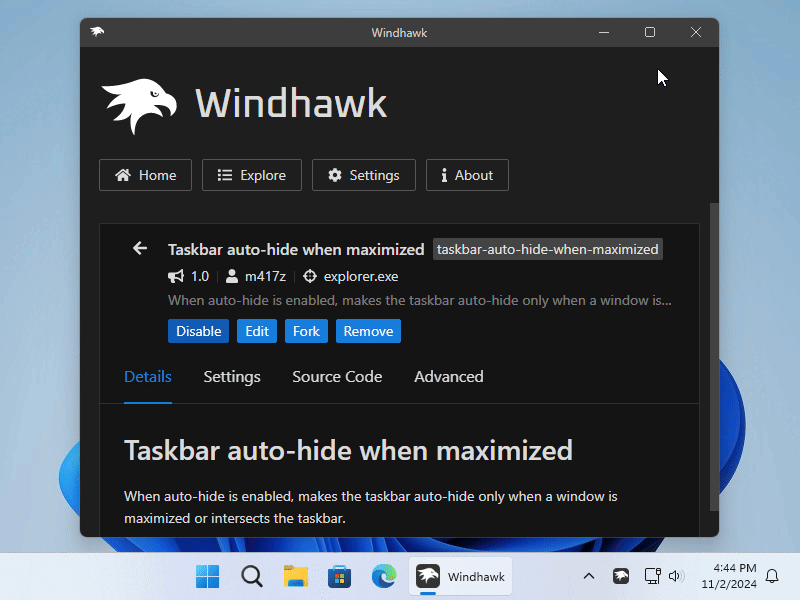 Windhawk
Windhawk
Home
Explore
Settings
About
Taskbar auto-hide when maximized taskbar-auto-hide-when-maximized
1.0 m417z explorer.exe
When auto-hide is enabled, makes the taskbar auto-hide only when a window is...
Disable Edit Fork Remove
Details Settings Source Code Advanced
Taskbar auto-hide when maximized
When auto-hide is enabled, makes the taskbar auto-hide only when a window is
maximized or intersects the taskbar.
Windhawk
4:44 PM
11/2/2024